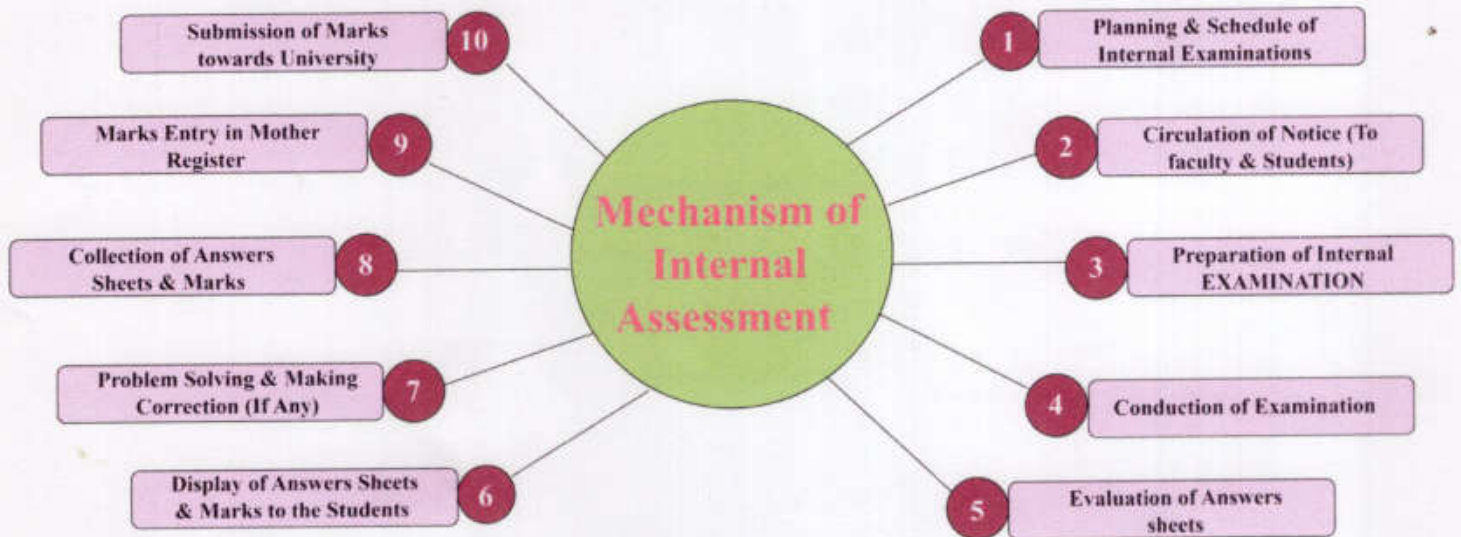 Mechanism of
Internal
Assessment
1
Planning & Schedule of
Internal Examinations
2
Circulation of Notice (To
faculty & Students)
3
Preparation of Internal
EXAMINATION
4
Conduction of Examination
5
Evaluation of Answers
sheets
6
Display of Answers Sheets
& Marks to the Students
7
Problem Solving & Making
Correction (If Any)
8
Collection of Answers
Sheets & Marks
9
Marks Entry in Mother
Register
10
Submission of Marks
towards University